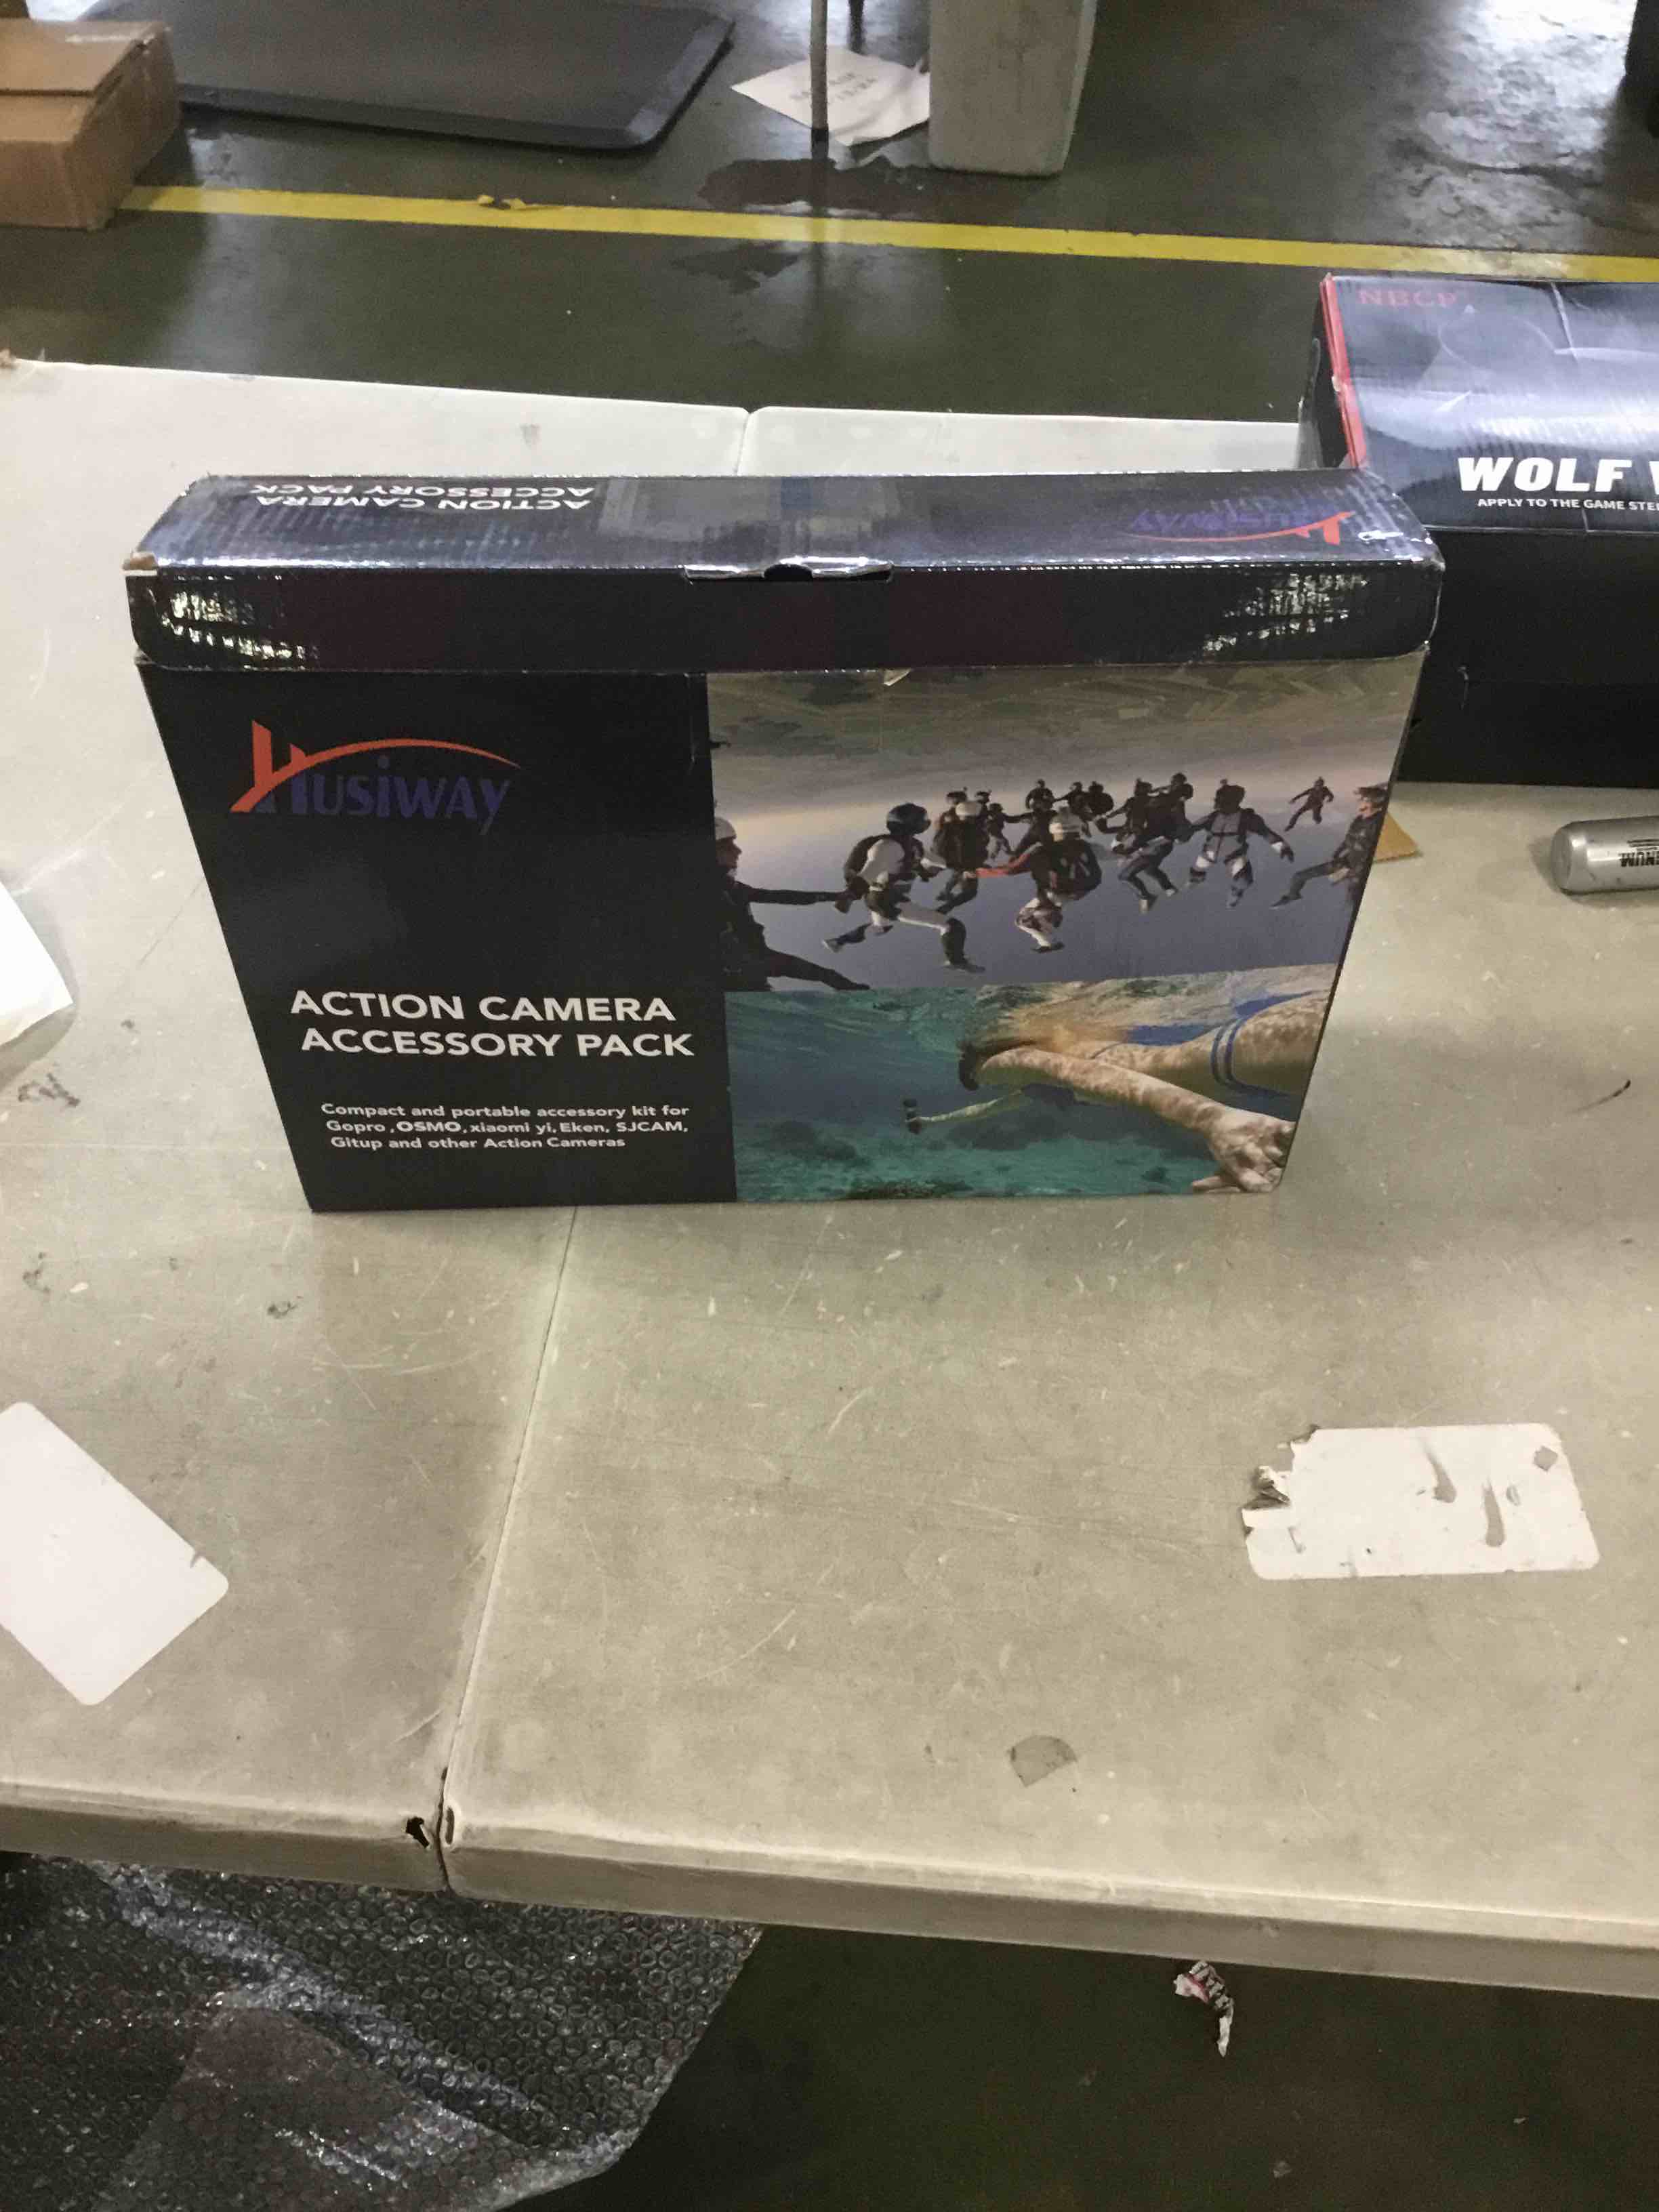 NBCP
WOLF
APPLY TO THE GAME
ACTION CAMERA
ACCESSORY PACK
HUSIWAY
HUSIWAY
ACTION CAMERA
ACCESSORY PACK
Compact and portable accessory kit for
Gopro, OSMO, xiaomi yi, Eken, SJCAM,
Gitup and other Action Cameras